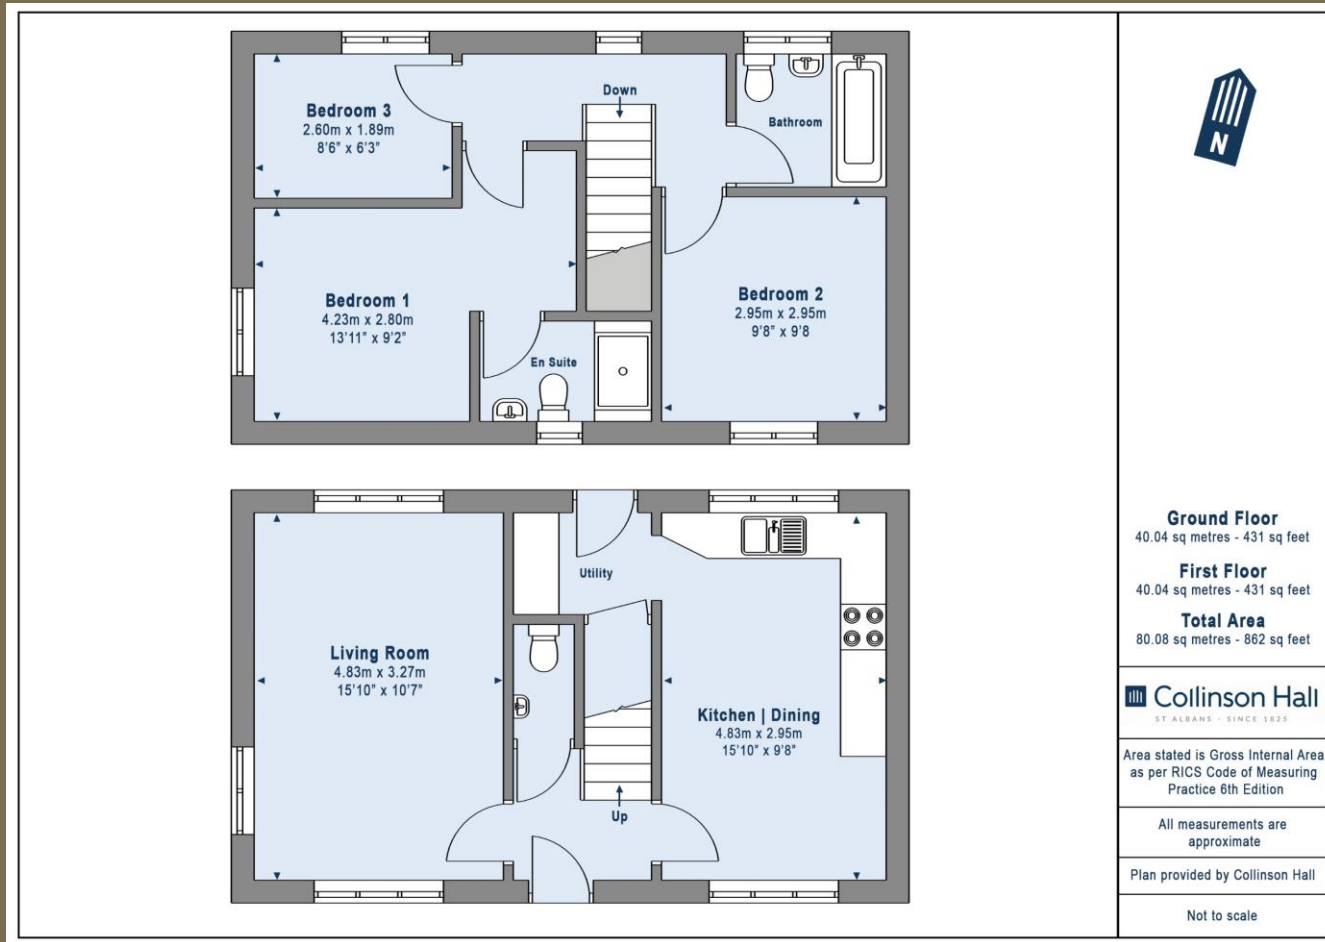 Down
Bedroom 3
2.60m x 1.89m
8'6" x 6'3"
Bathroom
Bedroom 1
4.23m x 2.80m
13'11" x 9'2"
Bedroom 2
2.95m x 2.95m
9'8" x 9'8
En Suite
Utility
Living Room
4.83m x 3.27m
15'10" x 10'7"
Kitchen | Dining
4.83m x 2.95m
15'10" x 9'8"
Up
N
Ground Floor
40.04 sq metres - 431 sq feet
First Floor
40.04 sq metres - 431 sq feet
Total Area
80.08 sq metres - 862 sq feet
Collinson Hall
ST ALBANS - SINCE 1825
Area stated is Gross Internal Area
as per RICS Code of Measuring
Practice 6th Edition
All measurements are
approximate
Plan provided by Collinson Hall
Not to scale